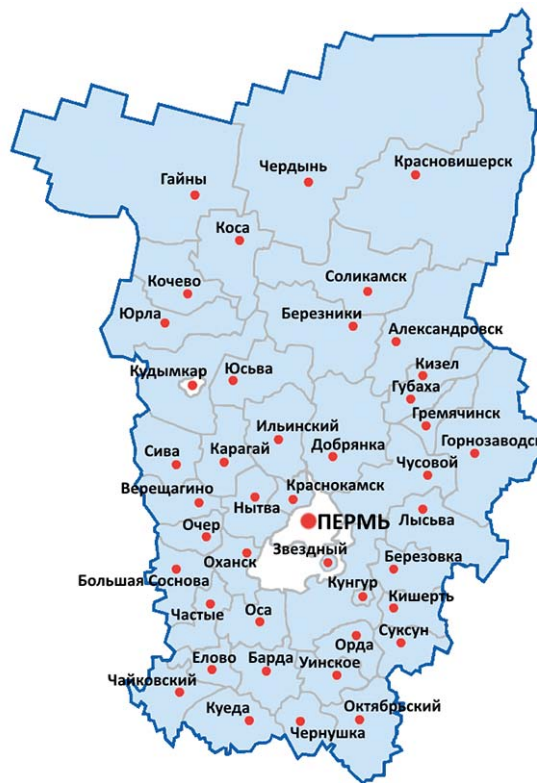 Красновишерск
Чердынь
Гайны
Коса
Соликамск
Кочево
Березники
Юрла
Александровск
Кизел
Кудымкар
Юсьва
Губаха
Гремячинск
Ильинский
Горнозаводск
Добрянка
Сива
Карагай
Чусовой
Краснокамск
Верещагино
Нытва
Лысьва
ПЕРМЬ
Очер
Звездный
Оханск
Березовка
Большая Соснова
Кунгур
Кишерть
Частые
Оса
Суксун
Орда
Елово
Барда
Уинское
Чайковский
Куеда
Октябрьский
Чернушка